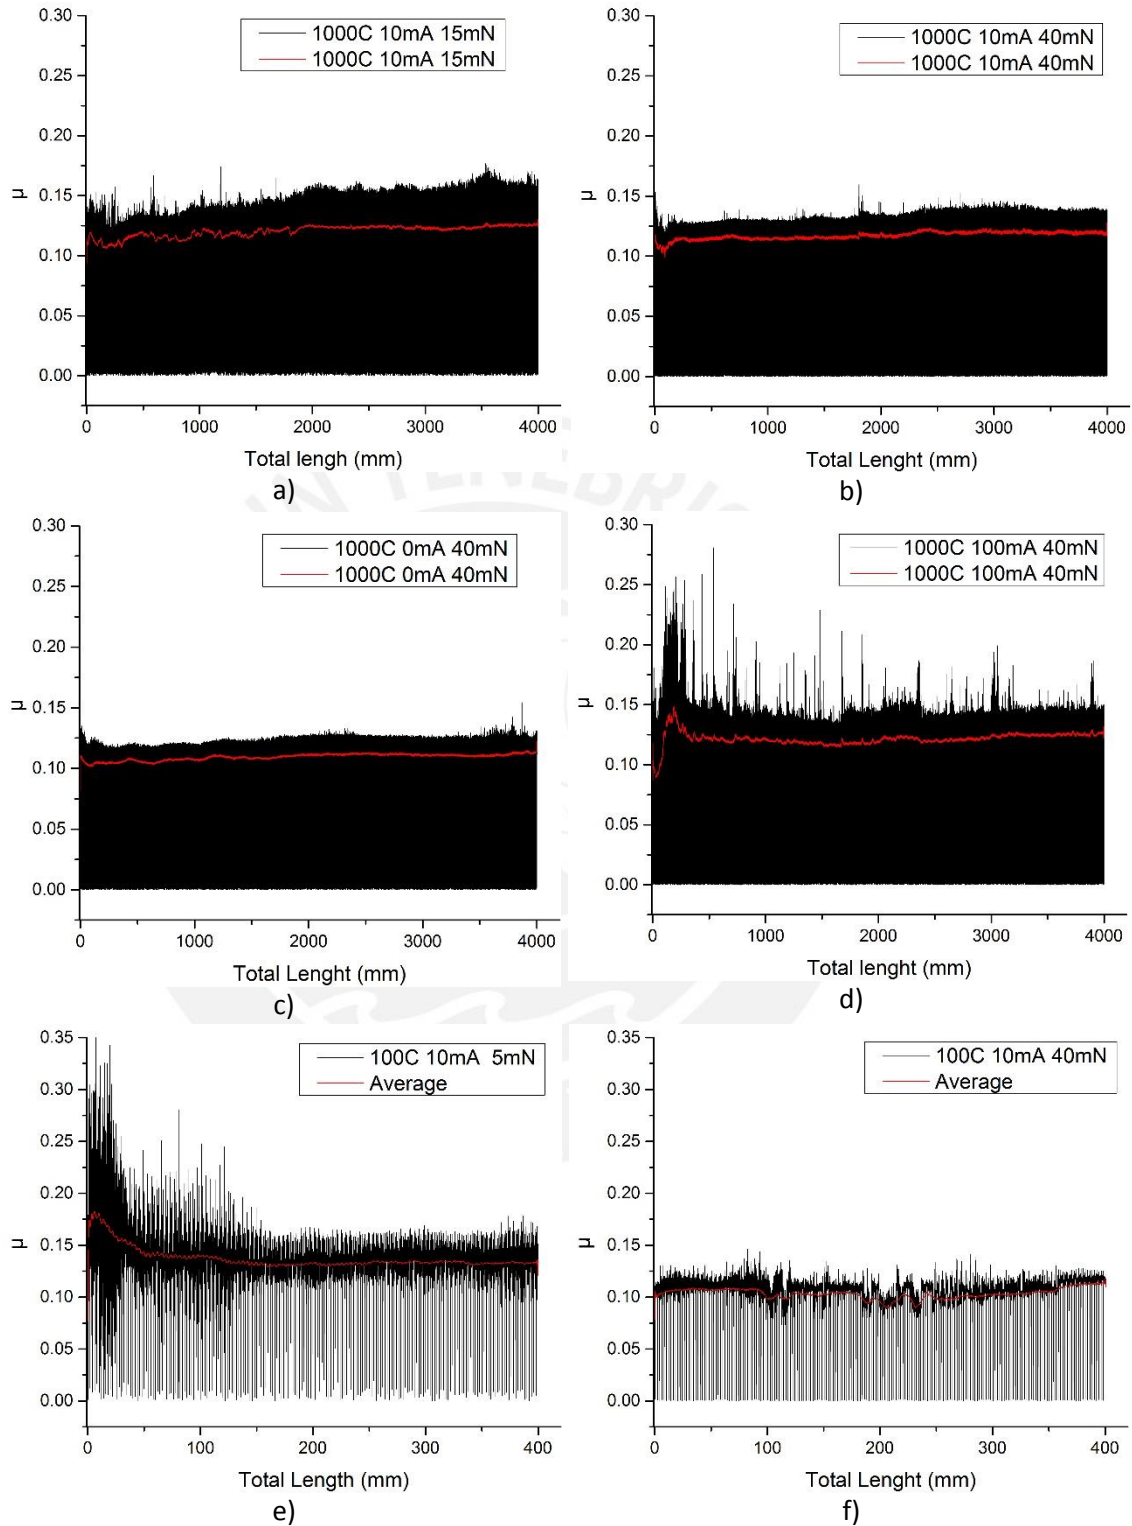 0.30
0.25
0.20
0.15
0.10
0.05
0.00
μ
1000C 10mA 15mN
1000C 10mA 15mN
0 1000 2000 3000 4000
Total lengh (mm)
a)
0.30
0.25
0.20
0.15
0.10
0.05
0.00
μ
1000C 10mA 40mN
1000C 10mA 40mN
0 1000 2000 3000 4000
Total Lenght (mm)
b)
IN TENEBRIS
0.30
0.25
0.20
0.15
0.10
0.05
0.00
μ
1000C 0mA 40mN
1000C 0mA 40mN
0 1000 2000 3000 4000
Total Lenght (mm)
c)
0.30
0.25
0.20
0.15
0.10
0.05
0.00
μ
1000C 100mA 40mN
1000C 100mA 40mN
0 1000 2000 3000 4000
Total lenght (mm)
d)
0.35
0.30
0.25
0.20
0.15
0.10
0.05
0.00
μ
100C 10mA  5mN
Average
0 100 200 300 400
Total Length (mm)
e)
0.35
0.30
0.25
0.20
0.15
0.10
0.05
0.00
μ
100C 10mA 40mN
Average
0 100 200 300 400
Total Lenght (mm)
f)